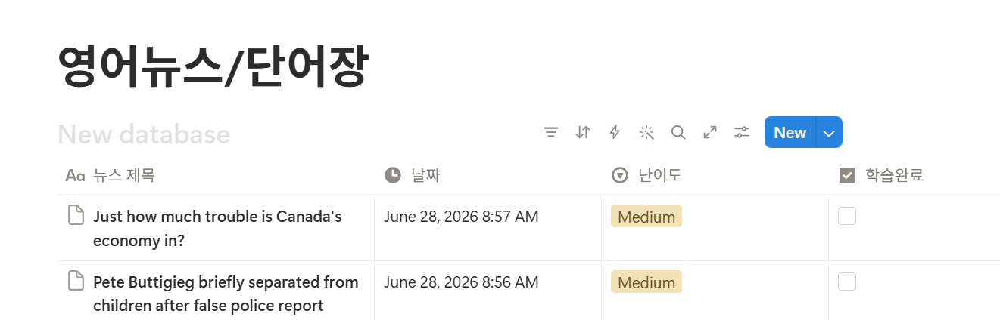 영어뉴스/단어장
New database
New
Aa 뉴스 제목 날짜 난이도 학습완료
Just how much trouble is Canada's
economy in?
June 28, 2026 8:57 AM
Medium
Pete Buttigieg briefly separated from
children after false police report
June 28, 2026 8:56 AM
Medium